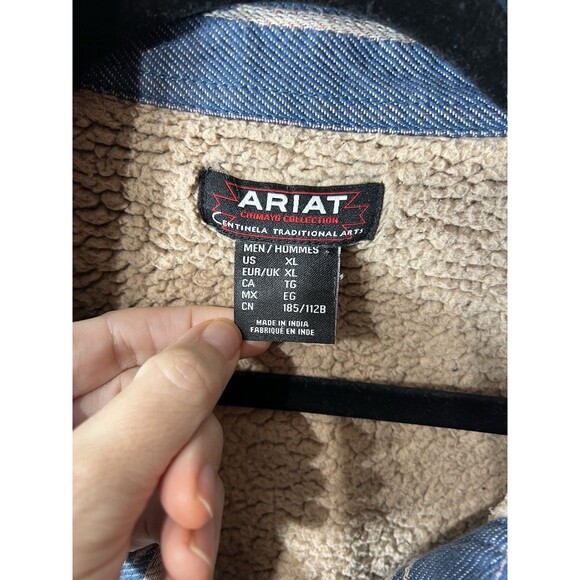 ARIAT
CHIMAYO COLLECTION
CENTINELA TRADITIONAL ARTS
MEN / HOMMES
US XL
EUR/UK XL
CA TG
MX EG
CN 185/112B
MADE IN INDIA
FABRIQUÉ EN INDE